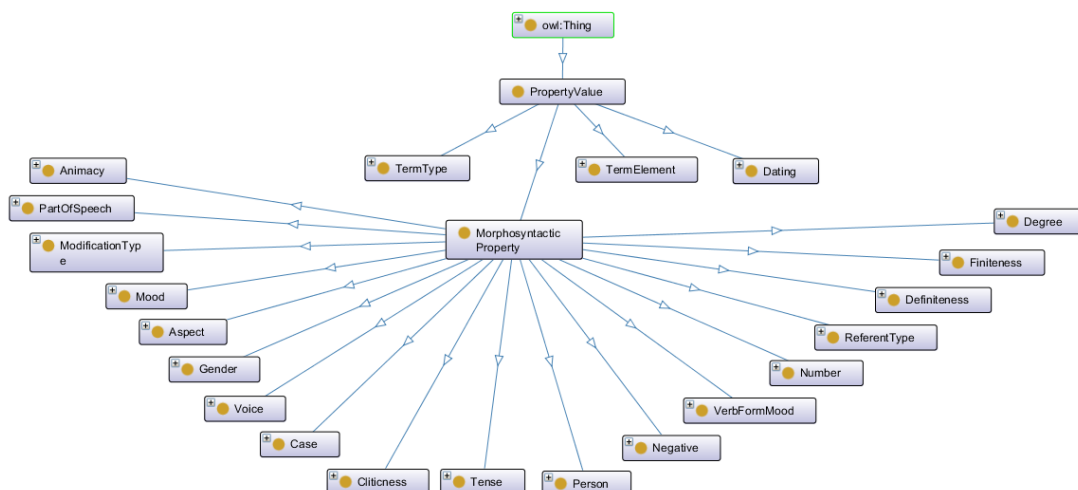 owl:Thing
PropertyValue
TermType
TermElement
Dating
Animacy
PartOfSpeech
ModificationTyp
e
Mood
Aspect
Gender
Voice
Case
Cliticness
Tense
Person
Morphosyntactic
Property
Degree
Finiteness
Definiteness
ReferentType
Number
VerbFormMood
Negative